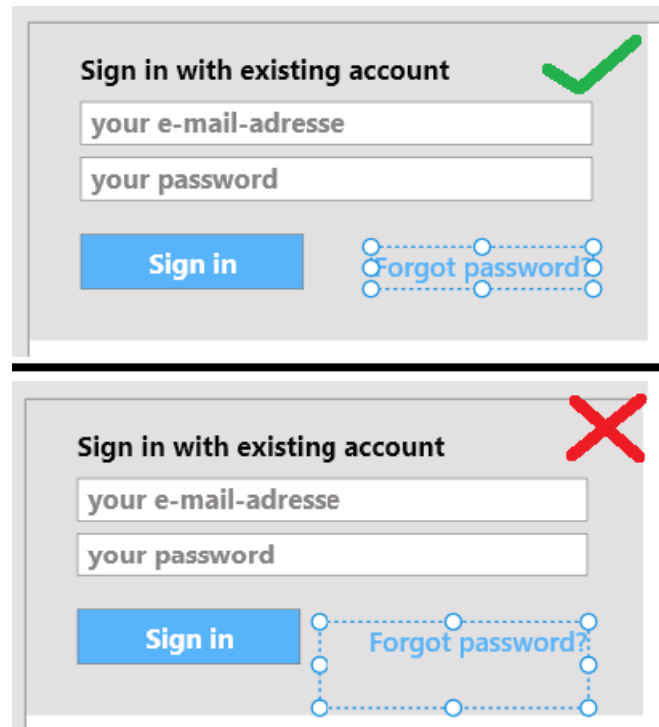 Sign in with existing account
your e-mail-adresse
your password
Sign in Forgot password?
Sign in with existing account
your e-mail-adresse
your password
Sign in Forgot password?